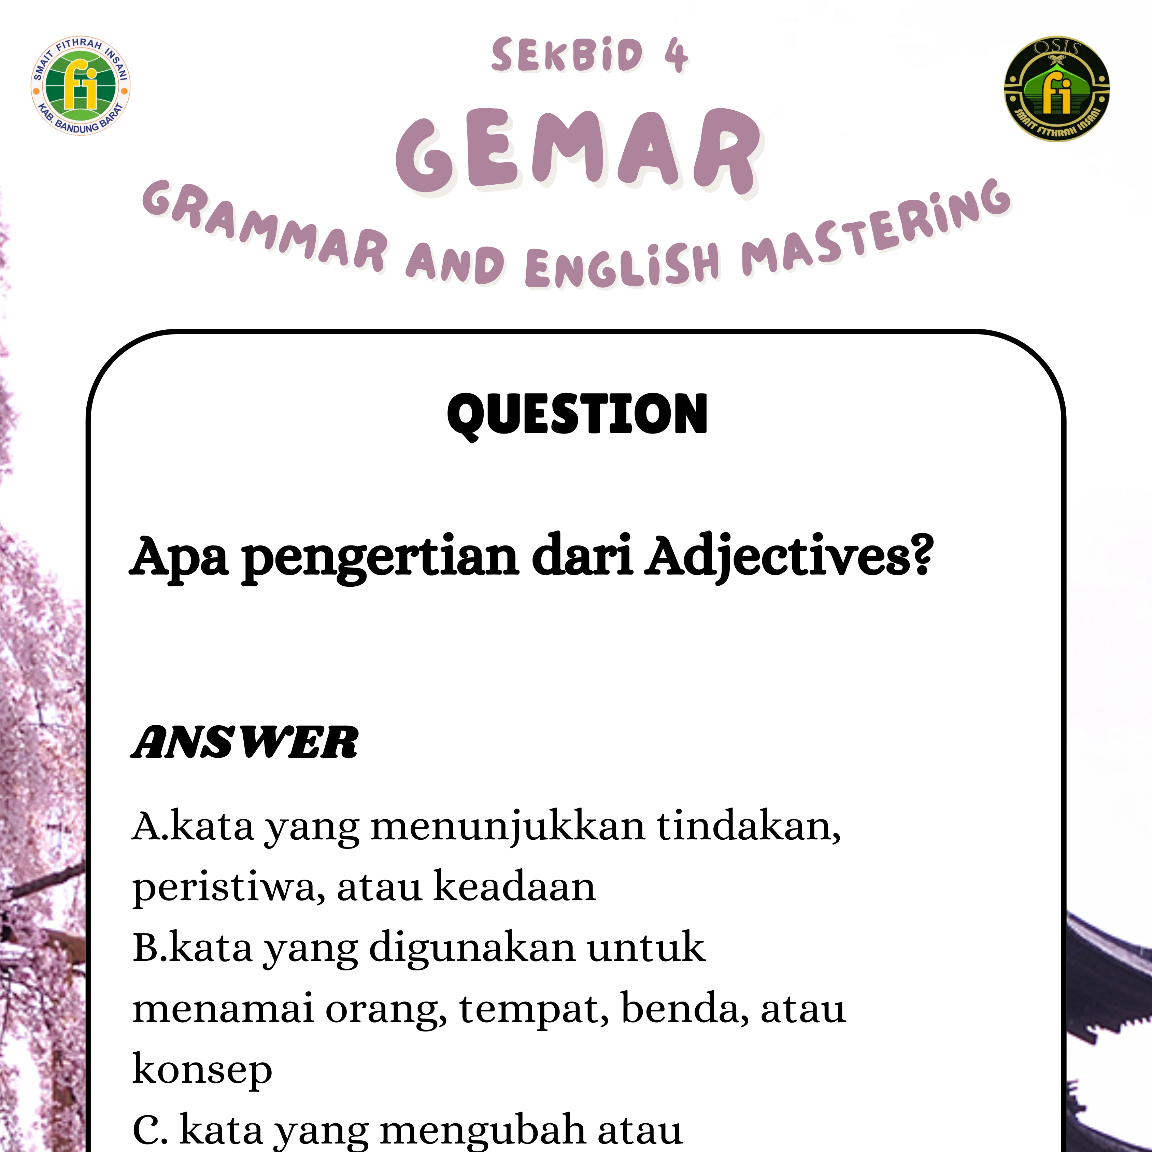 SMAIT FITHRAH INSANI
fi
KAB. BANDUNG BARAT
SEKBID 4
OSIS
fi
SMAIT FITHRAH INSANI
GEMAR
GRAMMAR AND ENGLISH MASTERING
QUESTION
Apa pengertian dari Adjectives?
ANSWER
A.kata yang menunjukkan tindakan,
peristiwa, atau keadaan
B.kata yang digunakan untuk
menamai orang, tempat, benda, atau
konsep
C. kata yang mengubah atau